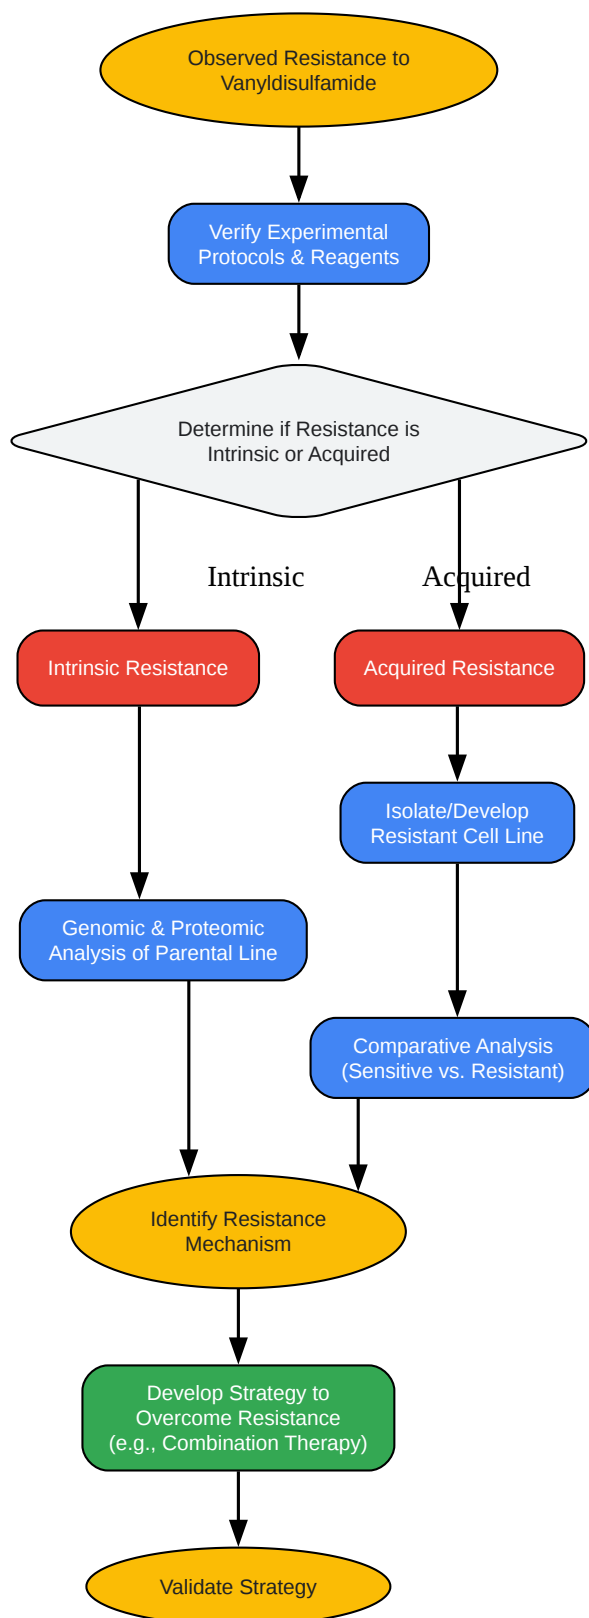 Observed Resistance to
Vanyldisulfamide
Verify Experimental
Protocols & Reagents
Determine if Resistance is
Intrinsic or Acquired
Intrinsic
Acquired
Intrinsic Resistance
Acquired Resistance
Isolate/Develop
Resistant Cell Line
Genomic & Proteomic
Analysis of Parental Line
Comparative Analysis
(Sensitive vs. Resistant)
Identify Resistance
Mechanism
Develop Strategy to
Overcome Resistance
(e.g., Combination Therapy)
Validate Strategy